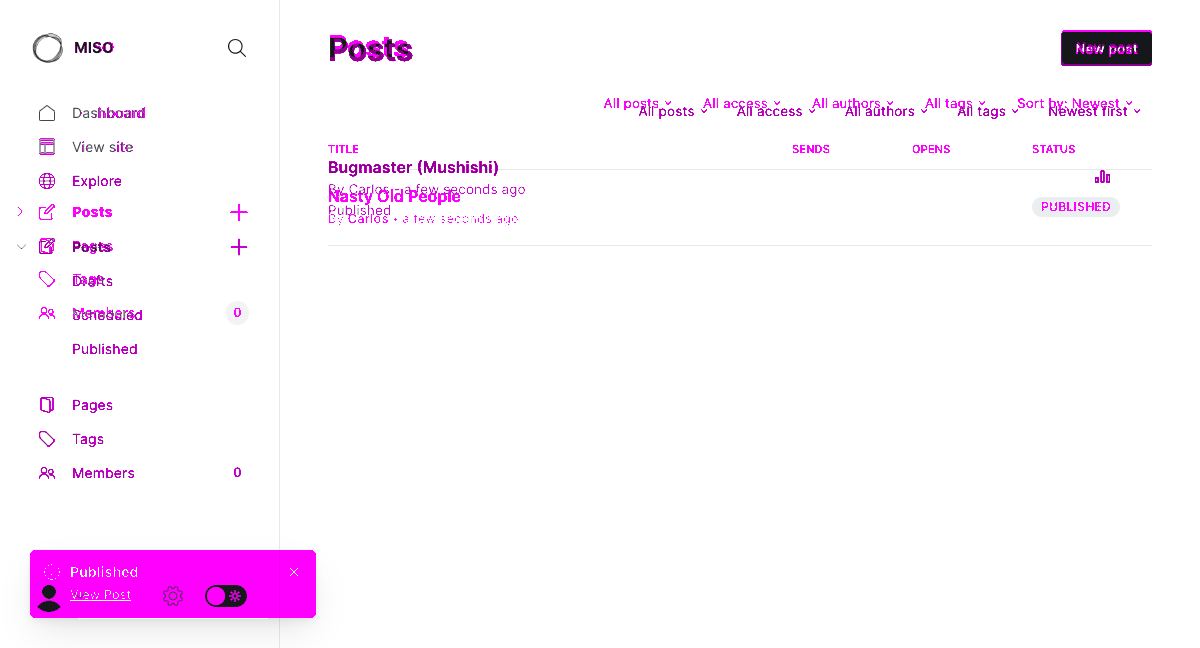 MISO
Dashboard
View site
Explore
Posts
Pages
Posts
Tags
Drafts
Members 0
Scheduled
Published
Pages
Tags
Members 0
Published
View Post
Posts
New post
All posts All access All authors All tags Sort by: Newest
All posts All access All authors All tags Newest first
TITLE SENDS OPENS STATUS
Bugmaster (Mushishi)
By Carlos - a few seconds ago
Nasty Old People
Published
PUBLISHED
By Carlos • a few seconds ago